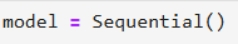 model = Sequential()